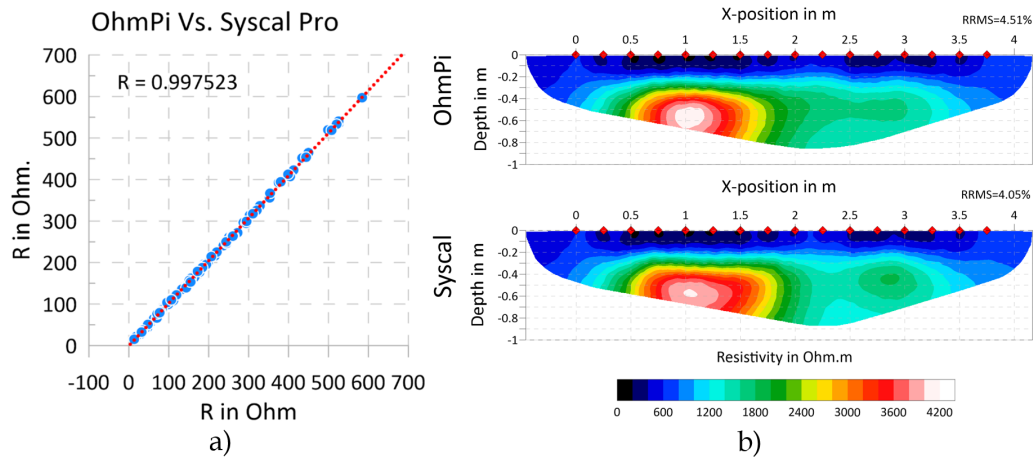 OhmPi Vs. Syscal Pro
R = 0.997523
700
600
500
400
300
200
100
0
R in Ohm.
-100 0 100 200 300 400 500 600 700
R in Ohm
a)
X-position in m
RRMS=4.51%
0 0.5 1 1.5 2 2.5 3 3.5 4
OhmPi
Depth in m
0
-0.2
-0.4
-0.6
-0.8
-1
X-position in m
RRMS=4.05%
0 0.5 1 1.5 2 2.5 3 3.5 4
Syscal
Depth in m
0
-0.2
-0.4
-0.6
-0.8
-1
Resistivity in Ohm.m
0 600 1200 1800 2400 3000 3600 4200
b)